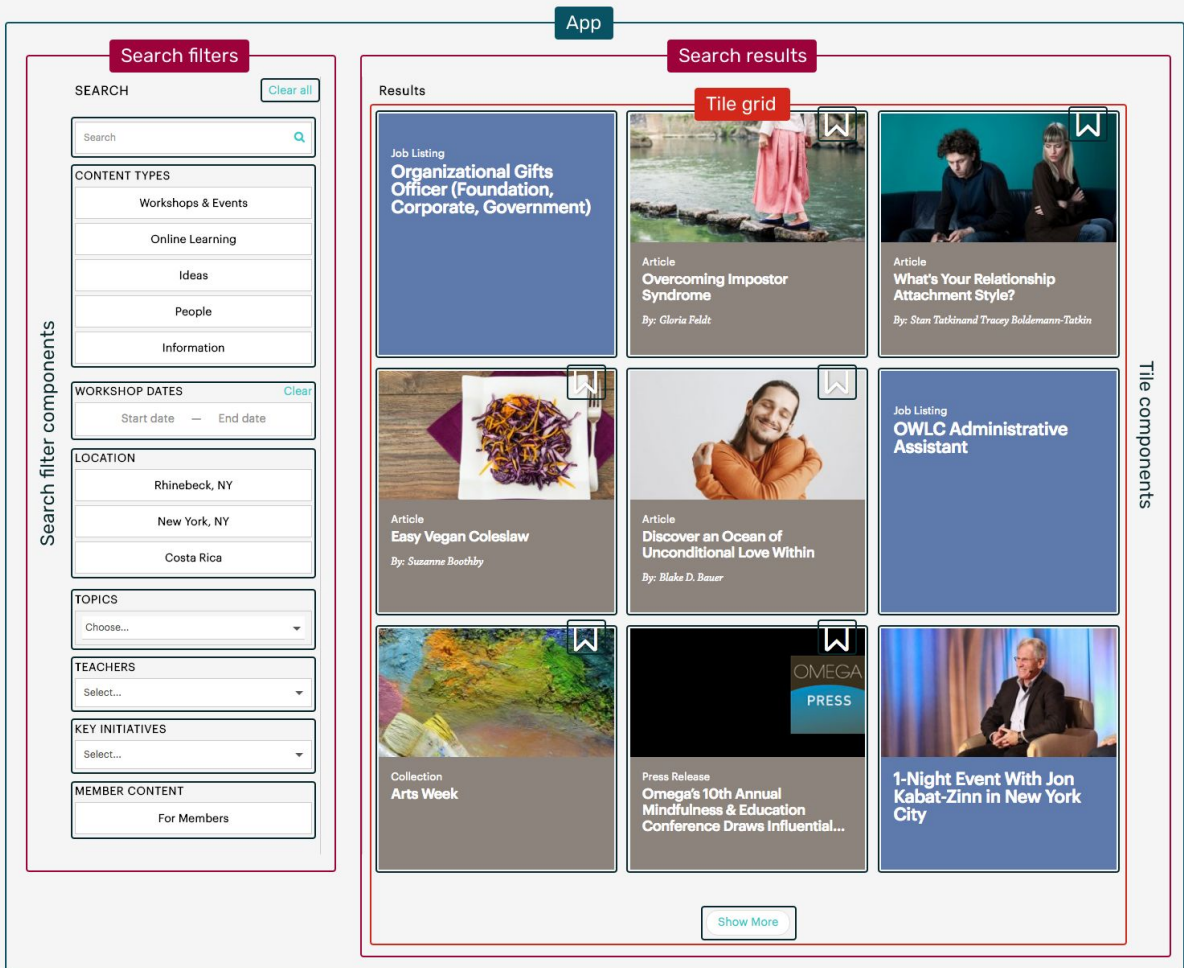 App
Search filters
Search results
SEARCH
Clear all
Search
CONTENT TYPES
Workshops & Events
Online Learning
Ideas
People
Information
WORKSHOP DATES
Clear
Start date — End date
LOCATION
Rhinebeck, NY
New York, NY
Costa Rica
TOPICS
Choose...
TEACHERS
Select...
KEY INITIATIVES
Select...
MEMBER CONTENT
For Members
Search filter components
Results
Tile grid
Job Listing
Organizational Gifts
Officer (Foundation,
Corporate, Government)
Article
Overcoming Impostor
Syndrome
By: Gloria Feldt
Article
What's Your Relationship
Attachment Style?
By: Stan Tatkinand Tracey Boldemann-Tatkin
Article
Easy Vegan Coleslaw
By: Suzanne Boothby
Article
Discover an Ocean of
Unconditional Love Within
By: Blake D. Bauer
Job Listing
OWLC Administrative
Assistant
Collection
Arts Week
OMEGA
PRESS
Press Release
Omega's 10th Annual
Mindfulness & Education
Conference Draws Influential...
1-Night Event With Jon
Kabat-Zinn in New York
City
Show More
Tile components